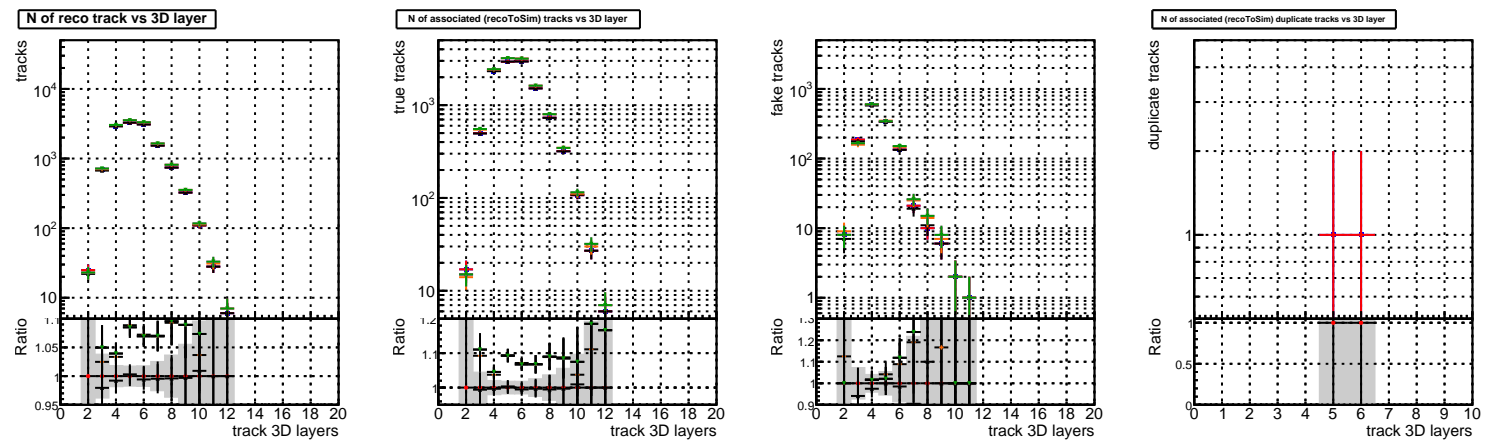 N of reco track vs 3D layer
tracks
10^4
10^3
10^2
10
Ratio
1.1
1.05
1
0.95
0 2 4 6 8 10 12 14 16 18 20
track 3D layers
N of associated (recoToSim) tracks vs 3D layer
true tracks
10^3
10^2
10
Ratio
1.2
1.1
1
0 2 4 6 8 10 12 14 16 18 20
track 3D layers
fake tracks
10^3
10^2
10
1
Ratio
1.3
1.2
1.1
1
0.9
0 2 4 6 8 10 12 14 16 18 20
track 3D layers
N of associated (recoToSim) duplicate tracks vs 3D layer
duplicate tracks
1
Ratio
1
0.5
0
0 1 2 3 4 5 6 7 8 9 10
track 3D layers